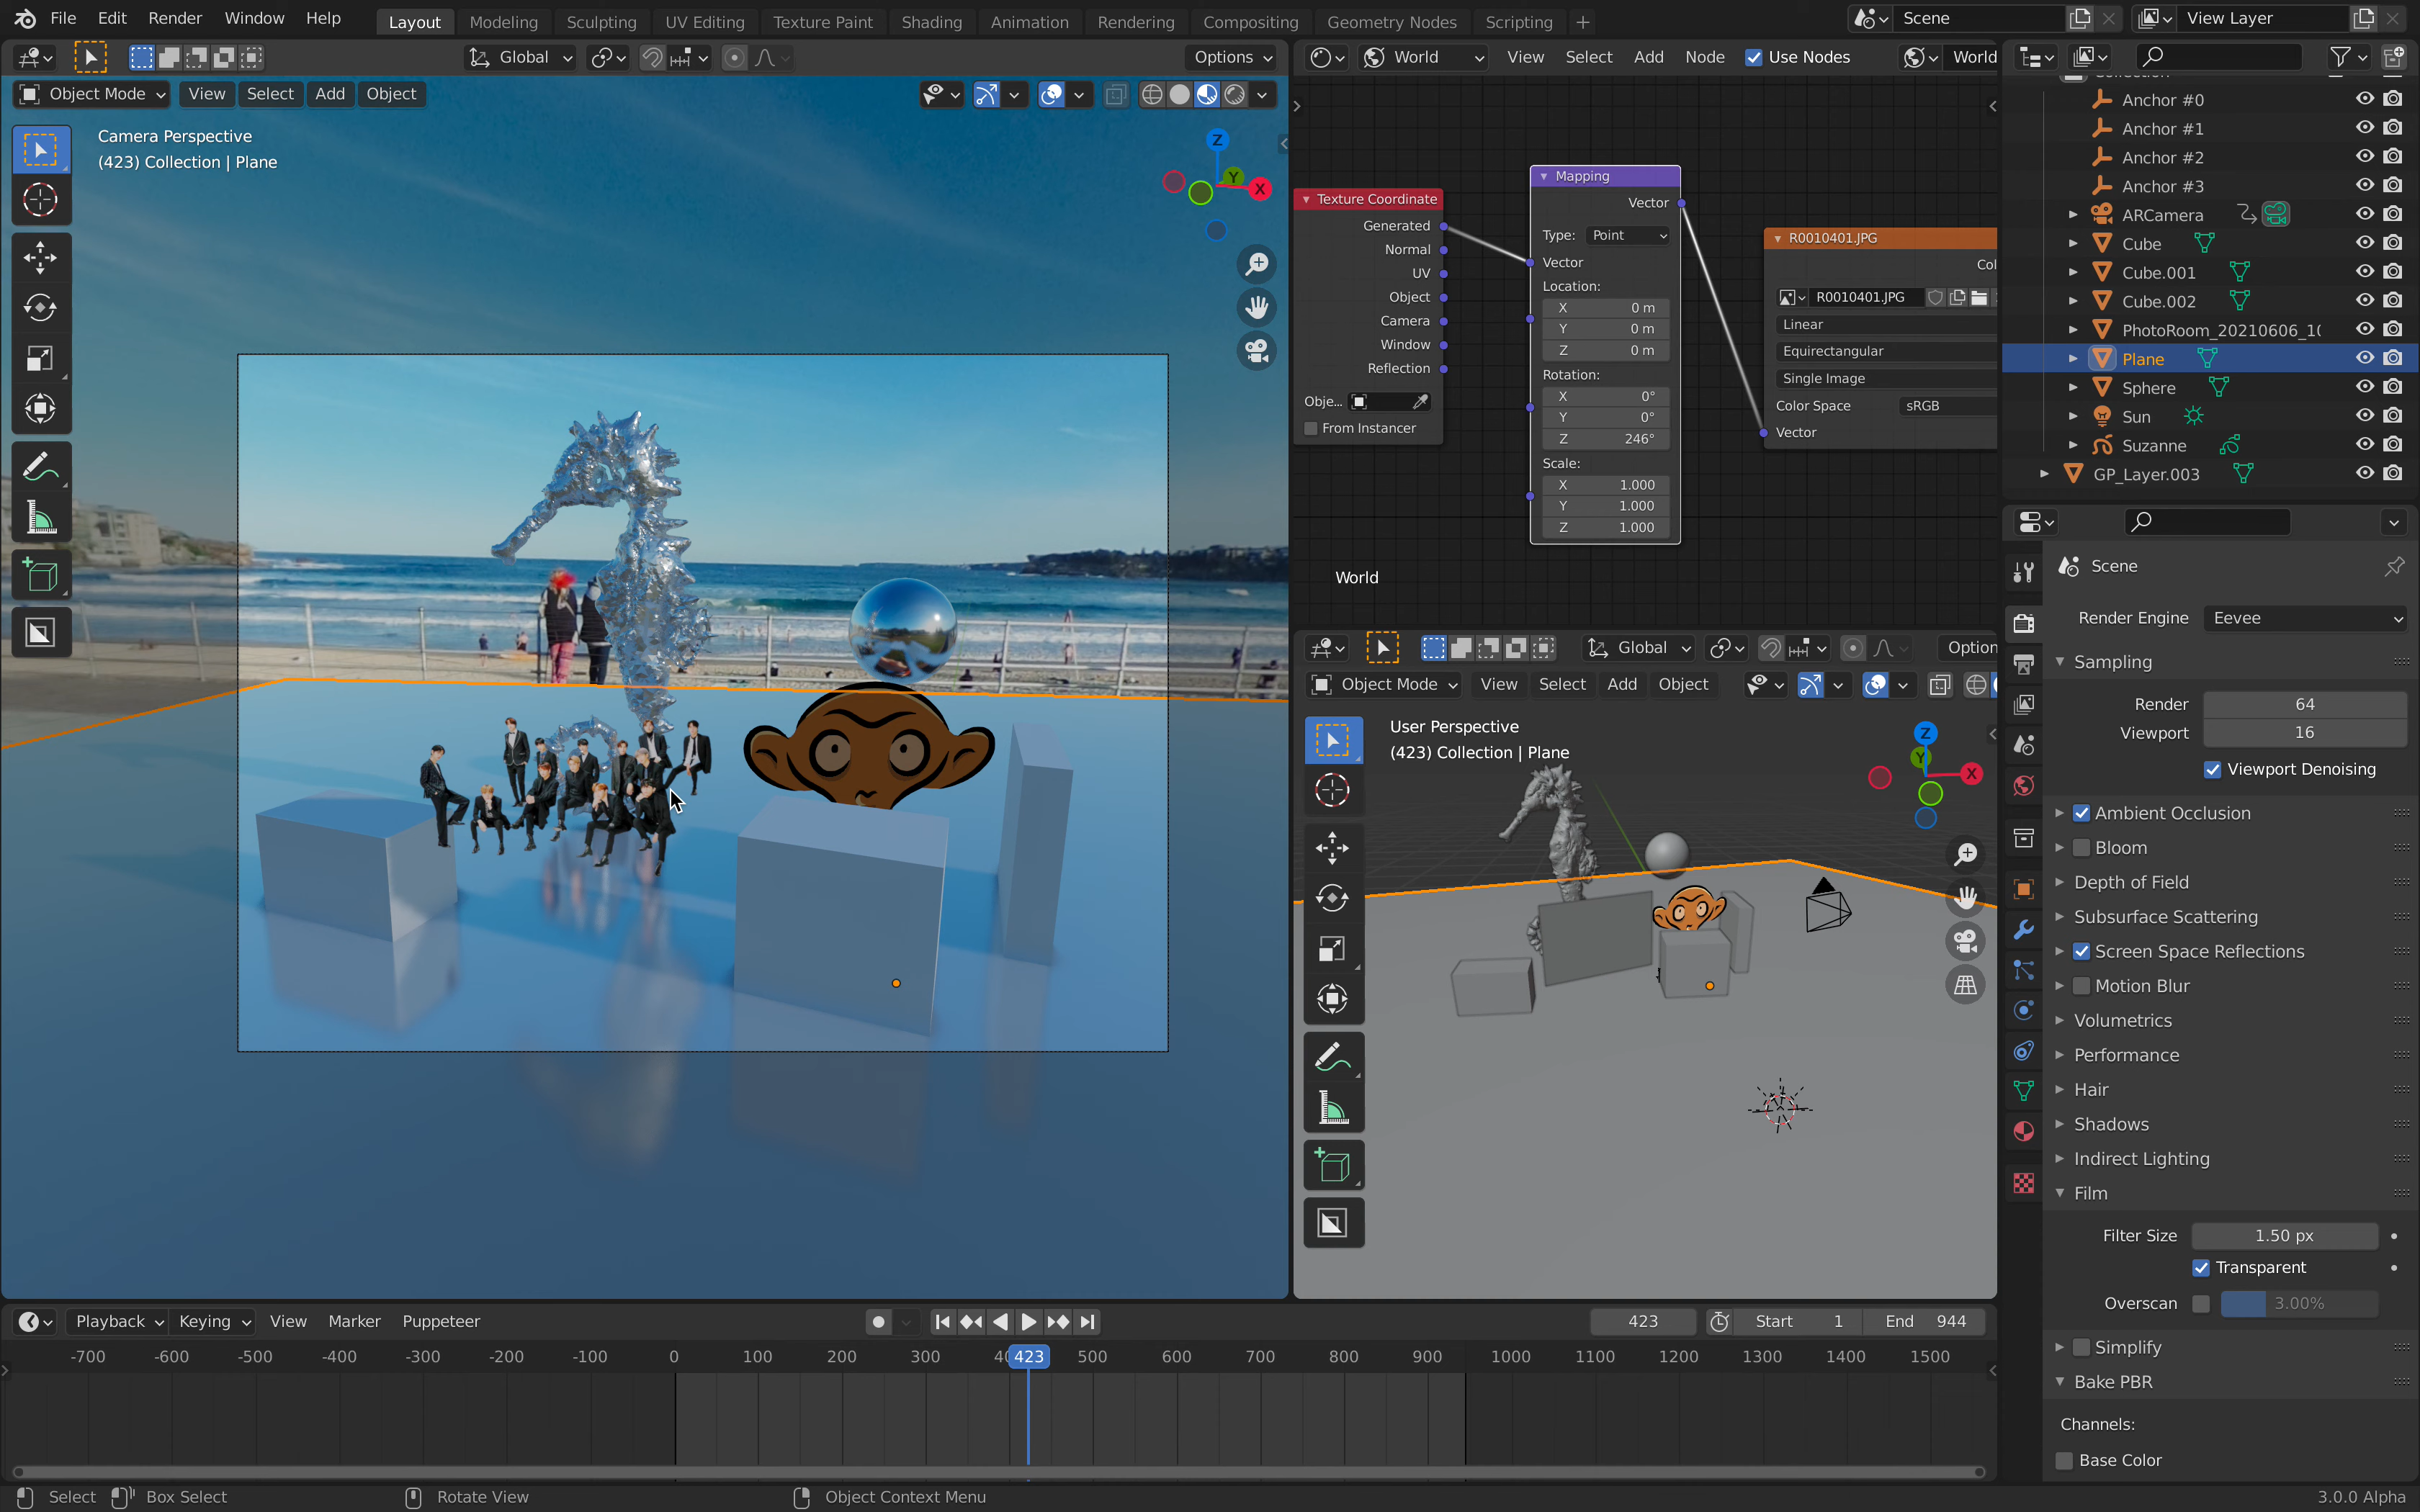 File Edit Render Window Help
Layout Modeling Sculpting UV Editing Texture Paint Shading Animation Rendering Compositing Geometry Nodes Scripting +
Scene
View Layer
Global
Options
Object Mode View Select Add Object
Camera Perspective
(423) Collection | Plane
Z
Y
X
World View Select Add Node Use Nodes World
Texture Coordinate
Generated
Normal
UV
Object
Camera
Window
Reflection
Obje...
From Instancer
Mapping
Vector
Type: Point
Vector
Location:
X 0 m
Y 0 m
Z 0 m
Rotation:
X 0°
Y 0°
Z 246°
Scale:
X 1.000
Y 1.000
Z 1.000
R0010401.JPG
Col
R0010401.JPG
Linear
Equirectangular
Single Image
Color Space sRGB
Vector
World
Global Option
Object Mode View Select Add Object
User Perspective
(423) Collection | Plane
Z
Y
X
Collection
Anchor #0
Anchor #1
Anchor #2
Anchor #3
ARCamera
Cube
Cube.001
Cube.002
PhotoRoom_20210606_1(
Plane
Sphere
Sun
Suzanne
GP_Layer.003
Scene
Render Engine Eevee
Sampling
Render 64
Viewport 16
Viewport Denoising
Ambient Occlusion
Bloom
Depth of Field
Subsurface Scattering
Screen Space Reflections
Motion Blur
Volumetrics
Performance
Hair
Shadows
Indirect Lighting
Film
Filter Size 1.50 px
Transparent
Overscan 3.00%
Simplify
Bake PBR
Channels:
Base Color
Playback Keying View Marker Puppeteer
423 Start 1 End 944
-700 -600 -500 -400 -300 -200 -100 0 100 200 300 40 423 500 600 700 800 900 1000 1100 1200 1300 1400 1500
Select Box Select Rotate View Object Context Menu 3.0.0 Alpha